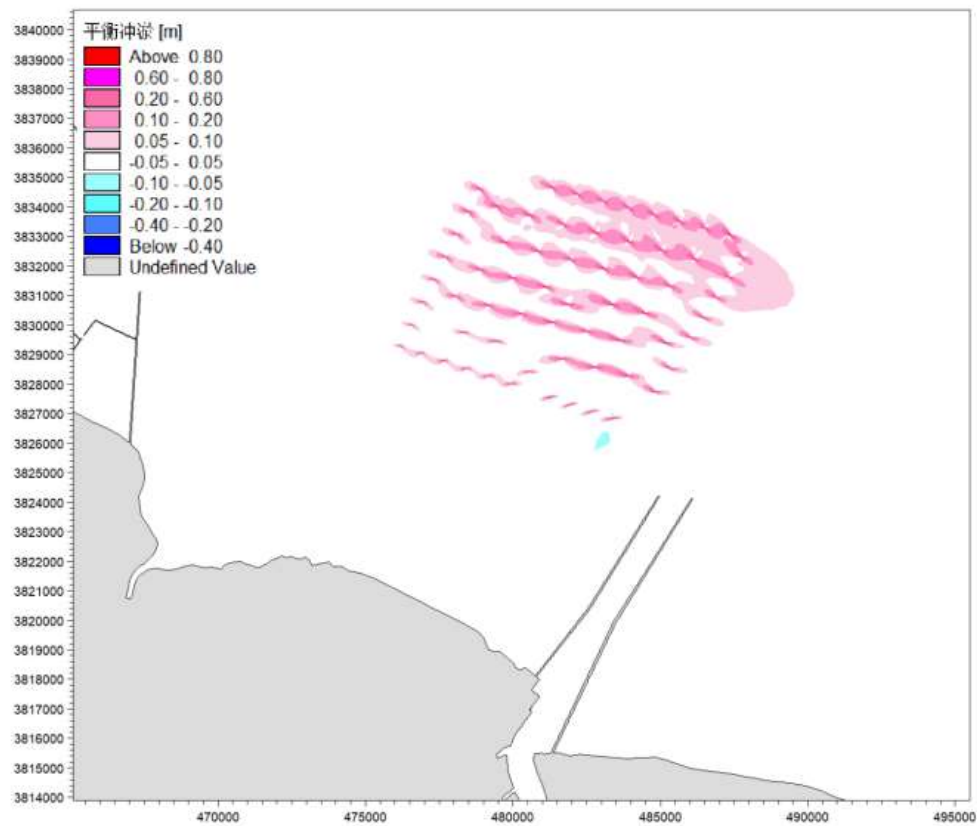 平衡冲淤 [m]
Above 0.80
0.60 - 0.80
0.20 - 0.60
0.10 - 0.20
0.05 - 0.10
-0.05 - 0.05
-0.10 - -0.05
-0.20 - -0.10
-0.40 - -0.20
Below -0.40
Undefined Value
3840000
3839000
3838000
3837000
3836000
3835000
3834000
3833000
3832000
3831000
3830000
3829000
3828000
3827000
3826000
3825000
3824000
3823000
3822000
3821000
3820000
3819000
3818000
3817000
3816000
3815000
3814000
470000 475000 480000 485000 490000 495000